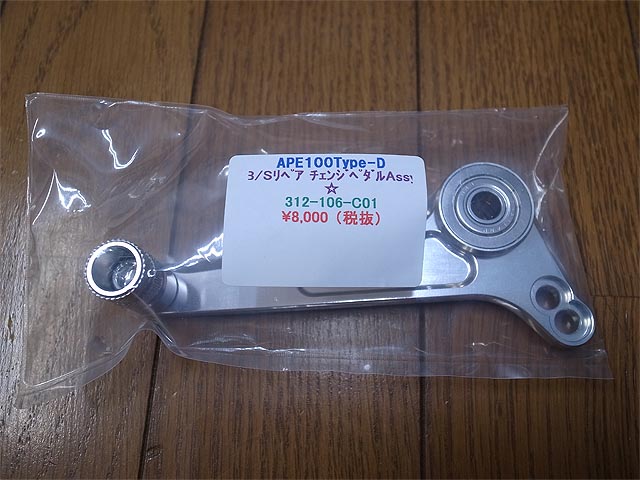 APE100Type-D
B/Sﾘﾍﾟｱ ﾁｪﾝｼﾞﾍﾟﾀﾞﾙAssy
☆
312-106-C01
¥8,000（税抜）